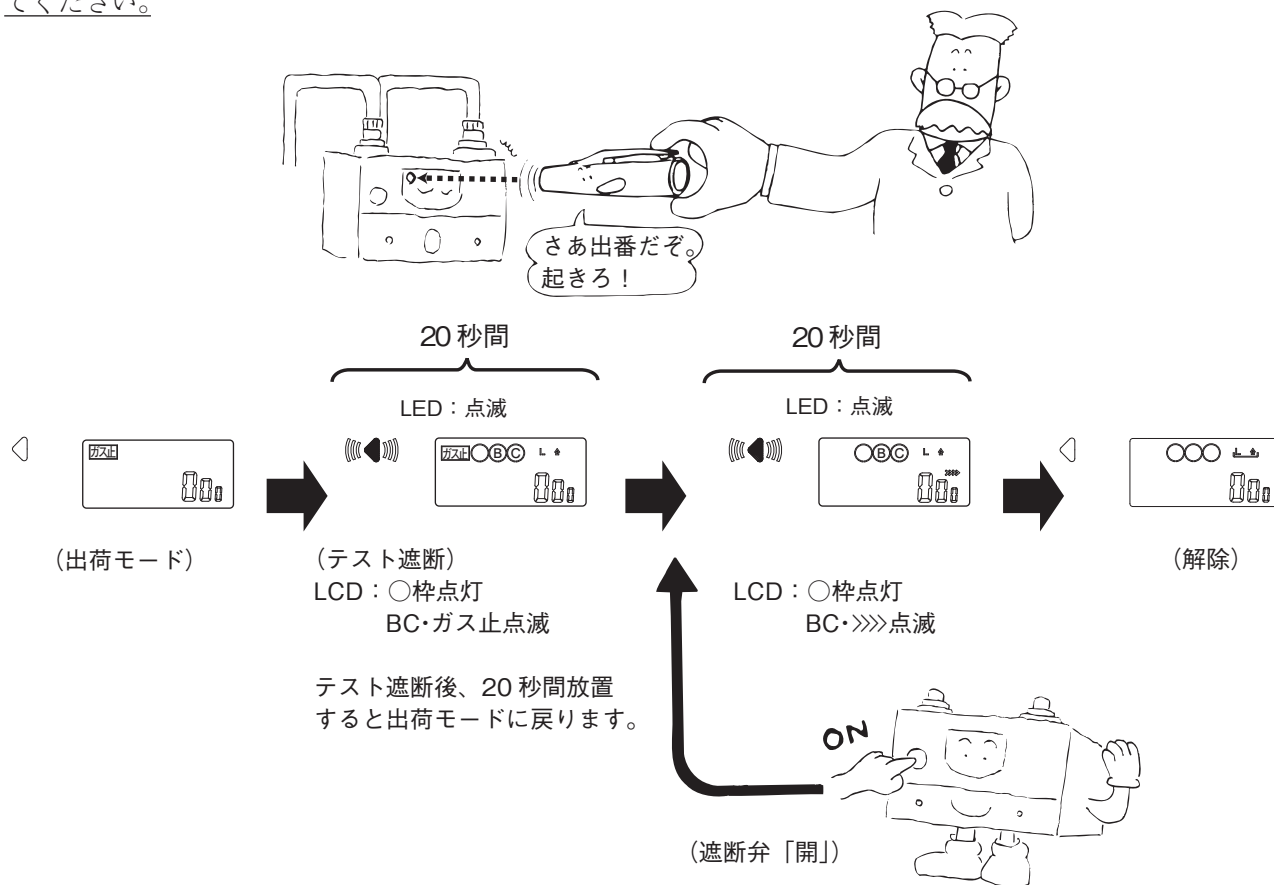 てください。
さあ出番だぞ。
起きろ！
20秒間
20秒間
LED：点滅
LED：点滅
ガス止
ガス止 B C L
B C L
L
(出荷モード)
(テスト遮断)
LCD：○枠点灯
BC・ガス止点滅
LCD：○枠点灯
BC・》》点滅
(解除)
テスト遮断後、20秒間放置
すると出荷モードに戻ります。
ON
(遮断弁「開」)